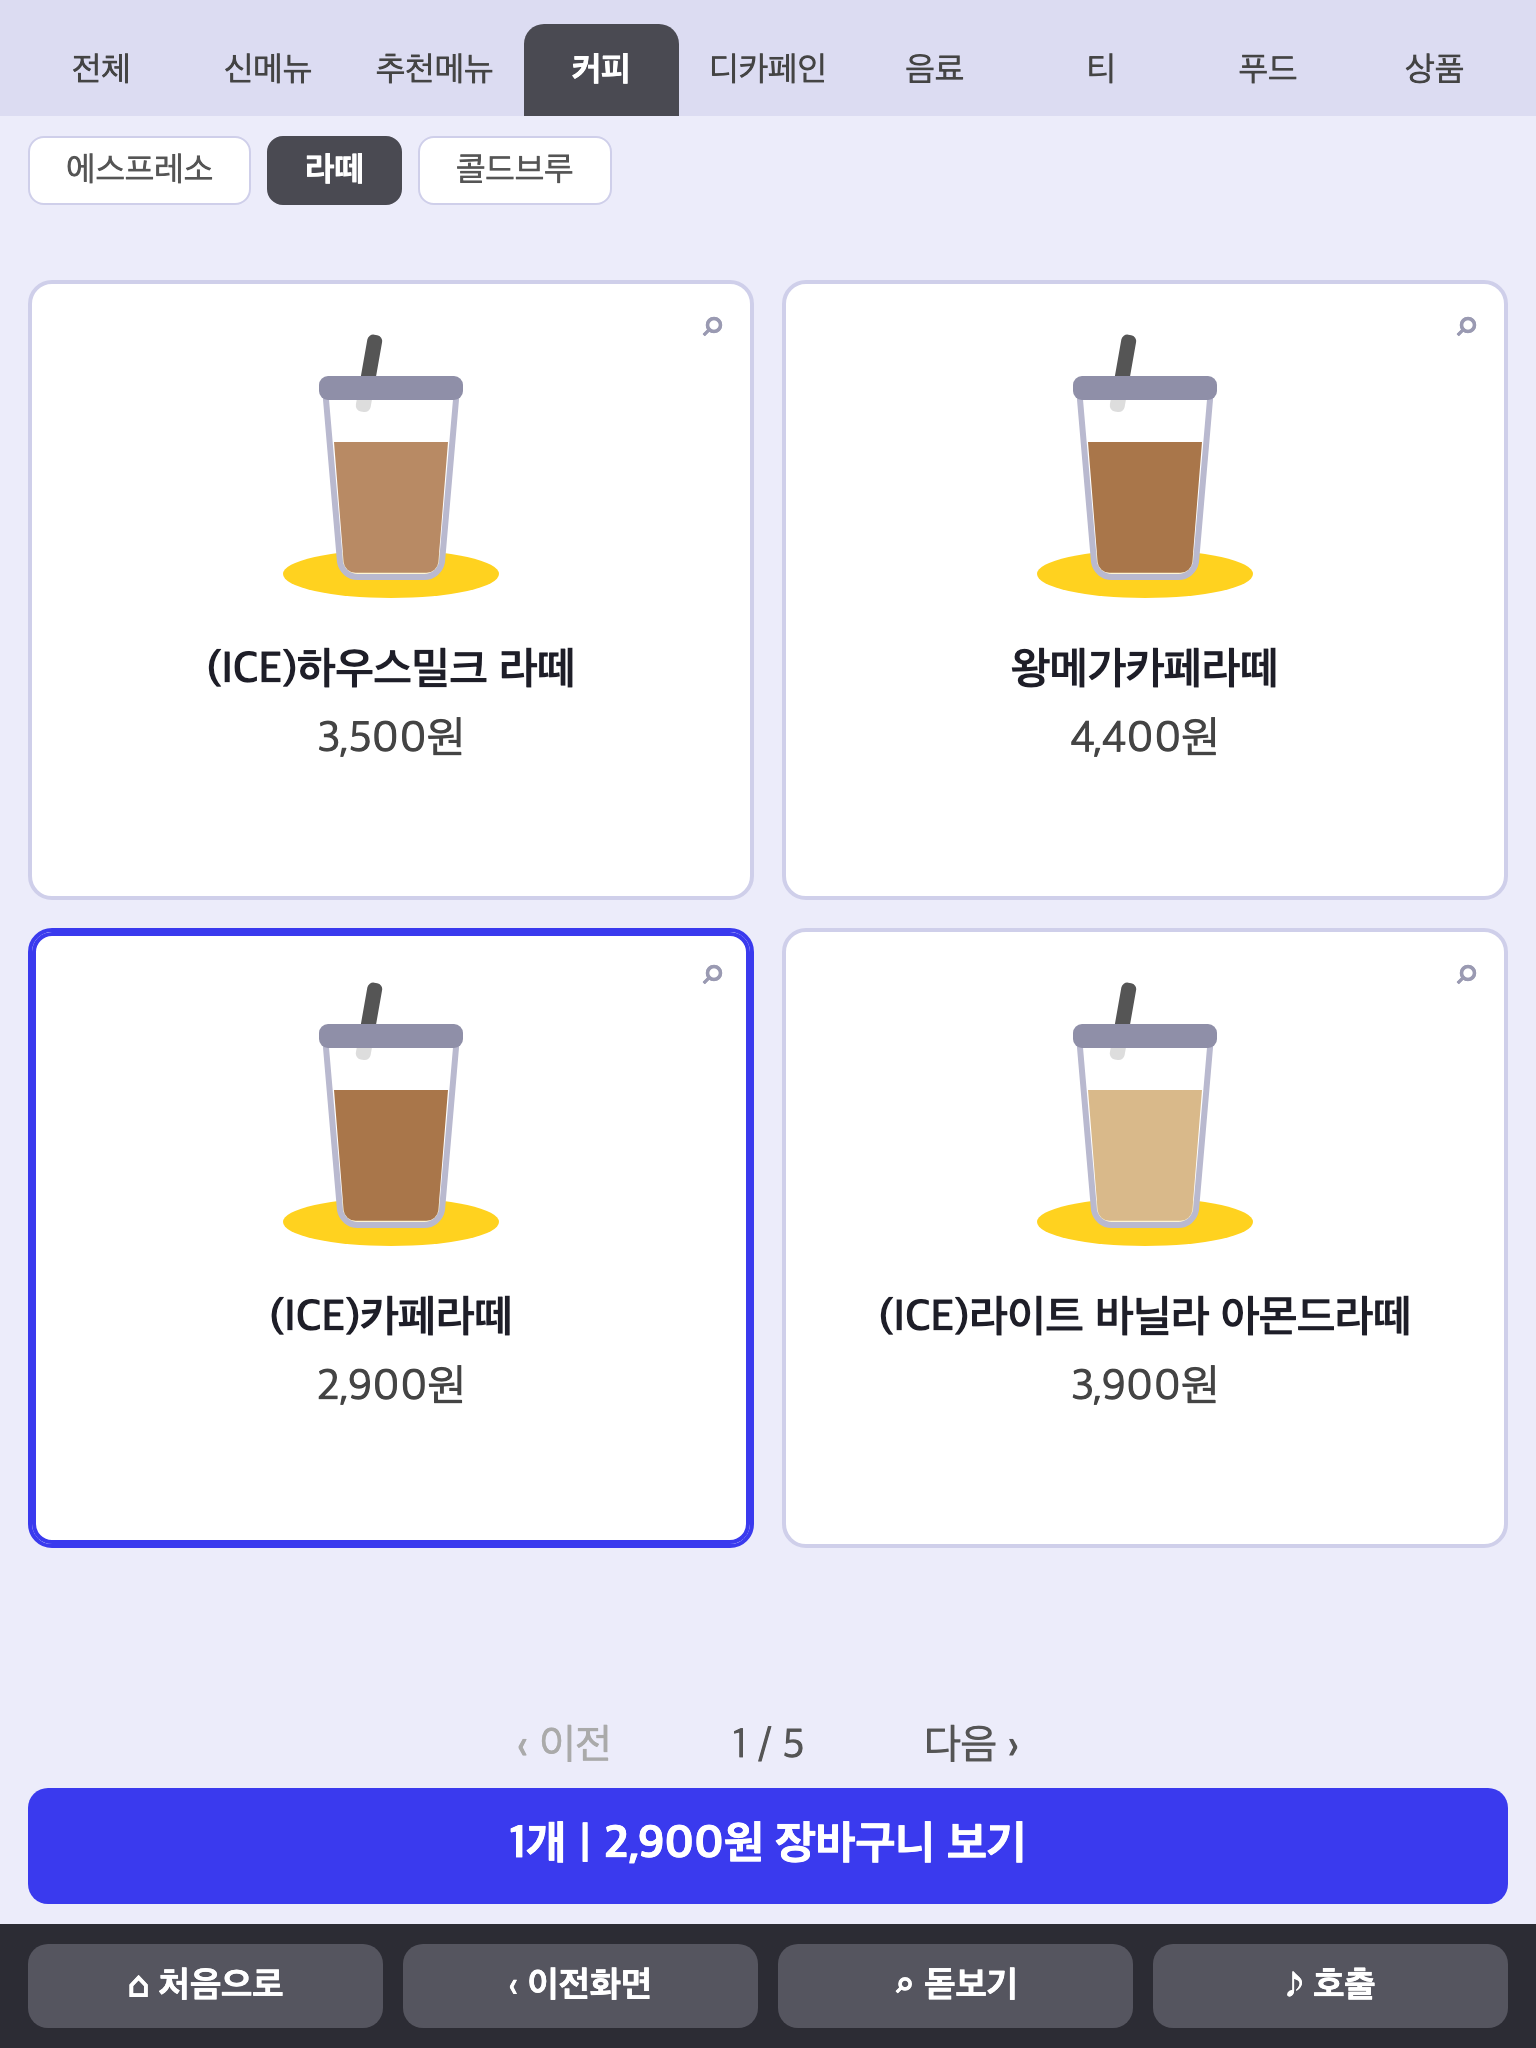 전체 신메뉴 추천메뉴 커피 디카페인 음료 티 푸드 상품
에스프레소 라떼 콜드브루
(ICE)하우스밀크 라떼
3,500원
왕메가카페라떼
4,400원
(ICE)카페라떼
2,900원
(ICE)라이트 바닐라 아몬드라떼
3,900원
‹ 이전 1 / 5 다음 ›
1개 | 2,900원 장바구니 보기
⌂ 처음으로 ‹ 이전화면 ⌕ 돋보기 ♪ 호출